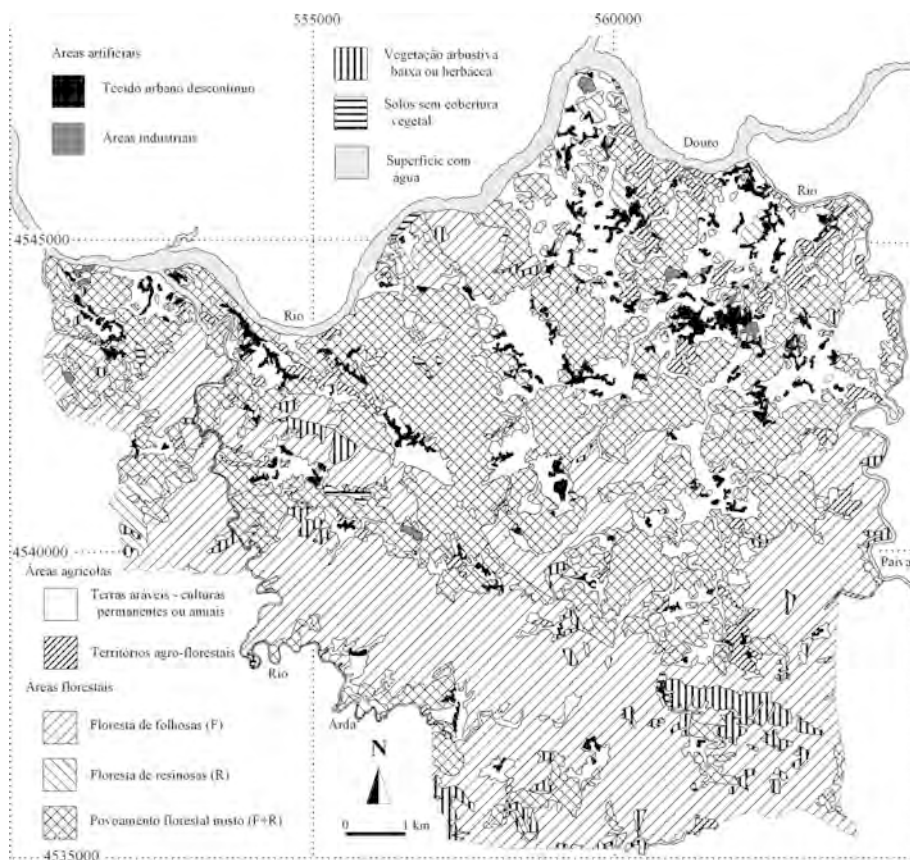 555000
560000
Áreas artificiais
Tecido urbano descontínuo
Áreas industriais
Vegetação arbustiva
baixa ou herbácea
Solos sem cobertura
vegetal
Superfície com
água
Douro
Rio
4545000
Rio
4540000
Paiva
Áreas agrícolas
Terras aráveis - culturas
permanentes ou anuais
Territórios agro-florestais
Rio
Áreas florestais
Floresta de folhosas (F)
Arda
N
Floresta de resinosas (R)
Povoamento florestal misto (F+R)
0 1 km
4535000